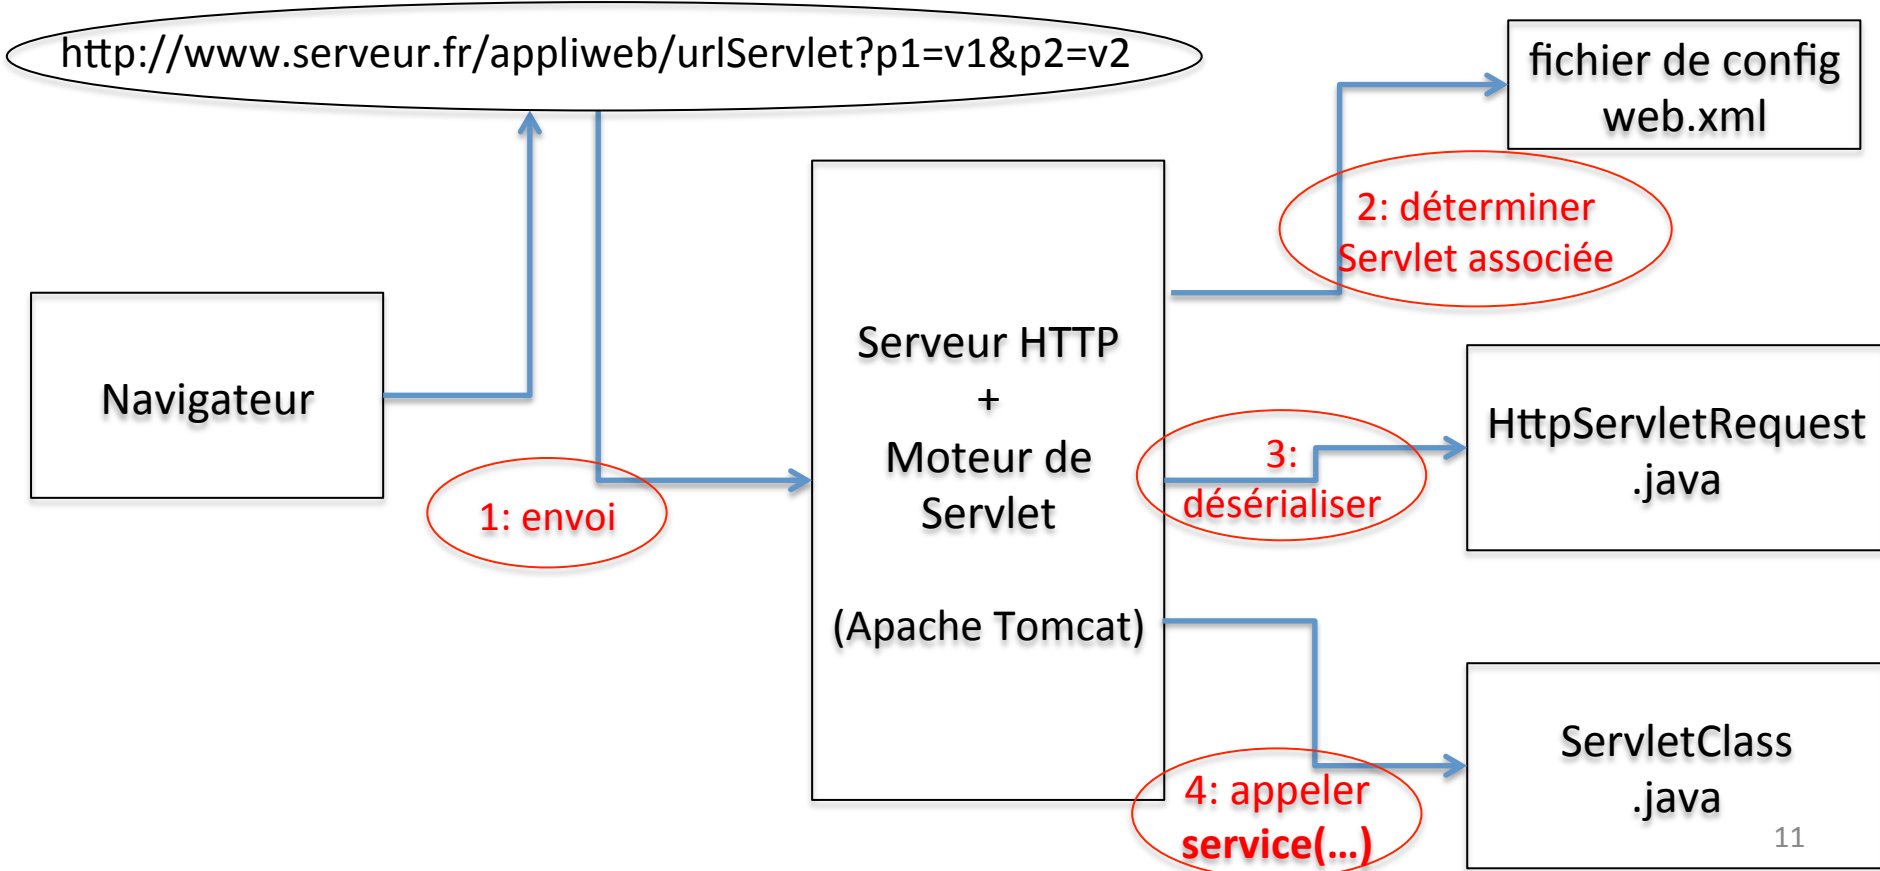 http://www.serveur.fr/appliweb/urlServlet?p1=v1&p2=v2
fichier de config
web.xml
2: déterminer
Servlet associée
Navigateur
1: envoi
Serveur HTTP
+
Moteur de
Servlet
(Apache Tomcat)
3:
désérialiser
HttpServletRequest
.java
4: appeler
service(...)
ServletClass
.java
11